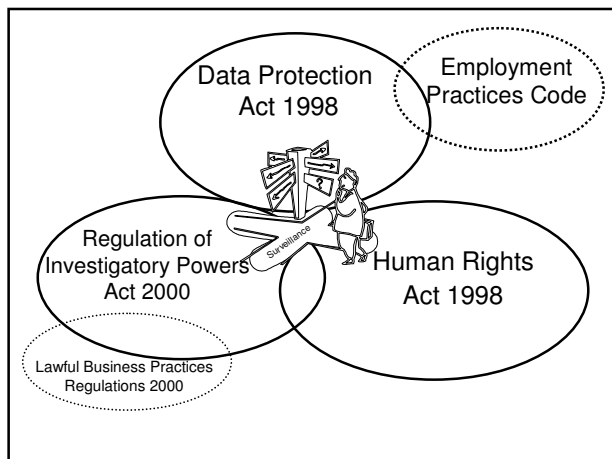 Data Protection
Act 1998
Employment
Practices Code
?
Surveillance
Regulation of
Investigatory Powers
Act 2000
Human Rights
Act 1998
Lawful Business Practices
Regulations 2000